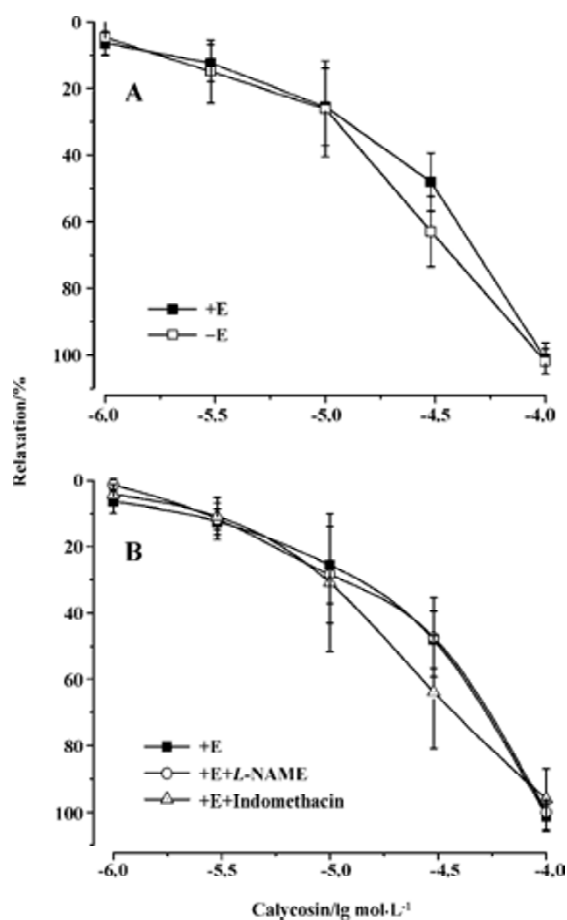 0
20
A
40
60
80
+E
−E
100
-6.0 -5.5 -5.0 -4.5 -4.0
Relaxation/%
0
B
20
40
60
80
+E
+E+L-NAME
+E+Indomethacin
100
-6.0 -5.5 -5.0 -4.5 -4.0
Calycosin/lg mol·L-1